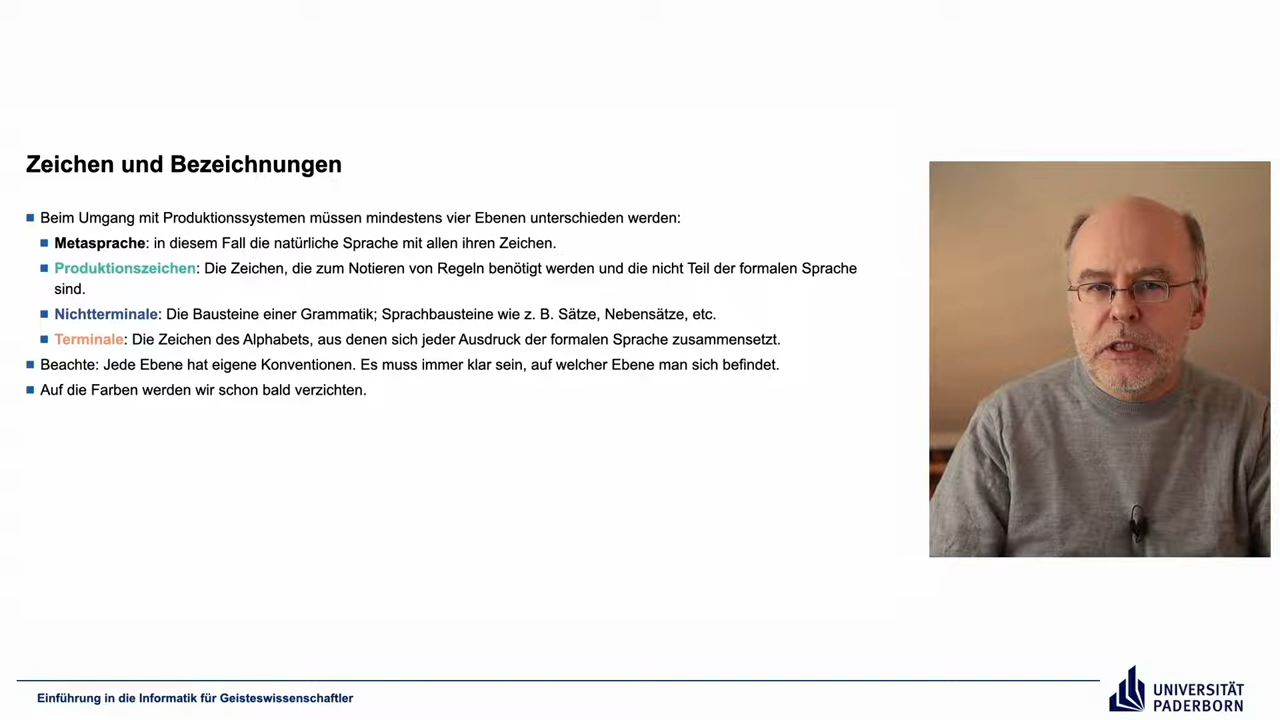 Zeichen und Bezeichnungen
Beim Umgang mit Produktionssystemen müssen mindestens vier Ebenen unterschieden werden:
Metasprache: in diesem Fall die natürliche Sprache mit allen ihren Zeichen.
Produktionszeichen: Die Zeichen, die zum Notieren von Regeln benötigt werden und die nicht Teil der formalen Sprache
sind.
Nichtterminale: Die Bausteine einer Grammatik; Sprachbausteine wie z. B. Sätze, Nebensätze, etc.
Terminale: Die Zeichen des Alphabets, aus denen sich jeder Ausdruck der formalen Sprache zusammensetzt.
Beachte: Jede Ebene hat eigene Konventionen. Es muss immer klar sein, auf welcher Ebene man sich befindet.
Auf die Farben werden wir schon bald verzichten.
Einführung in die Informatik für Geisteswissenschaftler
UNIVERSITÄT
PADERBORN